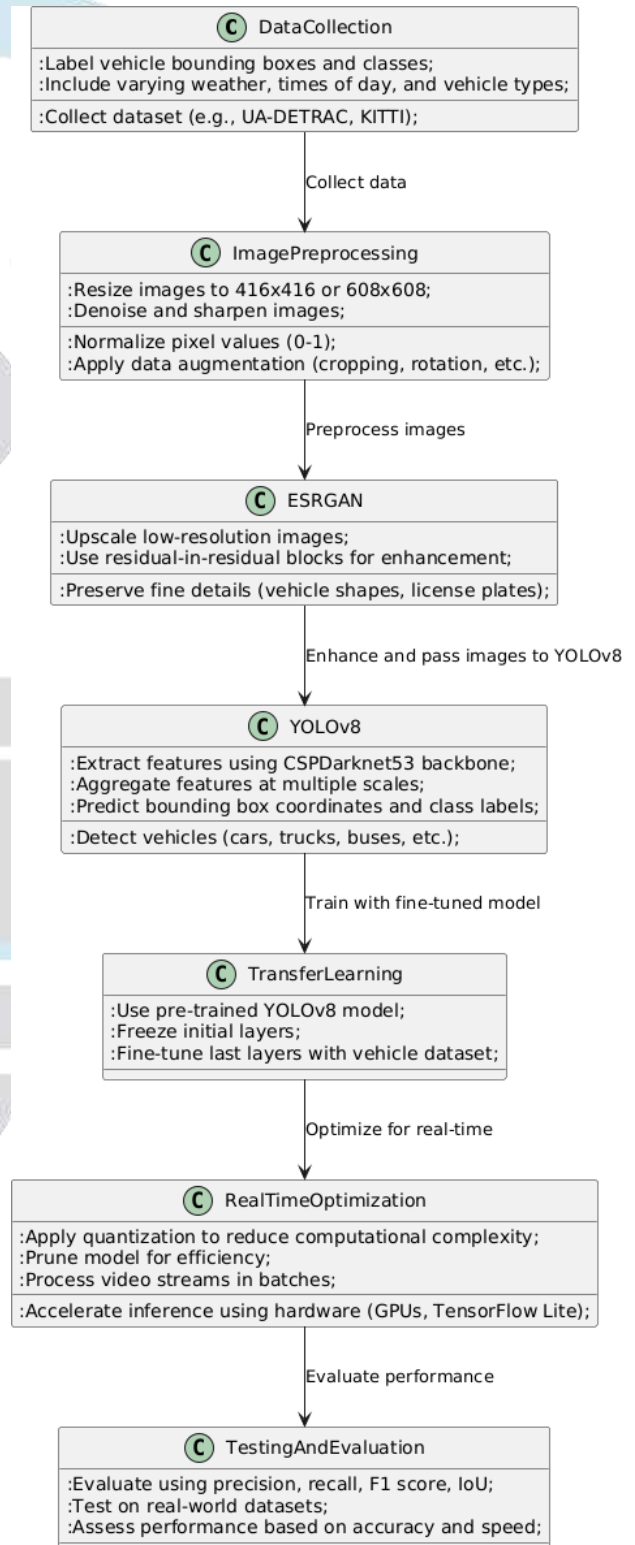 C DataCollection
:Label vehicle bounding boxes and classes;
:Include varying weather, times of day, and vehicle types;
:Collect dataset (e.g., UA-DETRAC, KITTI);
Collect data
C ImagePreprocessing
:Resize images to 416x416 or 608x608;
:Denoise and sharpen images;
:Normalize pixel values (0-1);
:Apply data augmentation (cropping, rotation, etc.);
Preprocess images
C ESRGAN
:Upscale low-resolution images;
:Use residual-in-residual blocks for enhancement;
:Preserve fine details (vehicle shapes, license plates);
Enhance and pass images to YOLOv8
C YOLOv8
:Extract features using CSPDarknet53 backbone;
:Aggregate features at multiple scales;
:Predict bounding box coordinates and class labels;
:Detect vehicles (cars, trucks, buses, etc.);
Train with fine-tuned model
C TransferLearning
:Use pre-trained YOLOv8 model;
:Freeze initial layers;
:Fine-tune last layers with vehicle dataset;
Optimize for real-time
C RealTimeOptimization
:Apply quantization to reduce computational complexity;
:Prune model for efficiency;
:Process video streams in batches;
:Accelerate inference using hardware (GPUs, TensorFlow Lite);
Evaluate performance
C TestingAndEvaluation
:Evaluate using precision, recall, F1 score, IoU;
:Test on real-world datasets;
:Assess performance based on accuracy and speed;